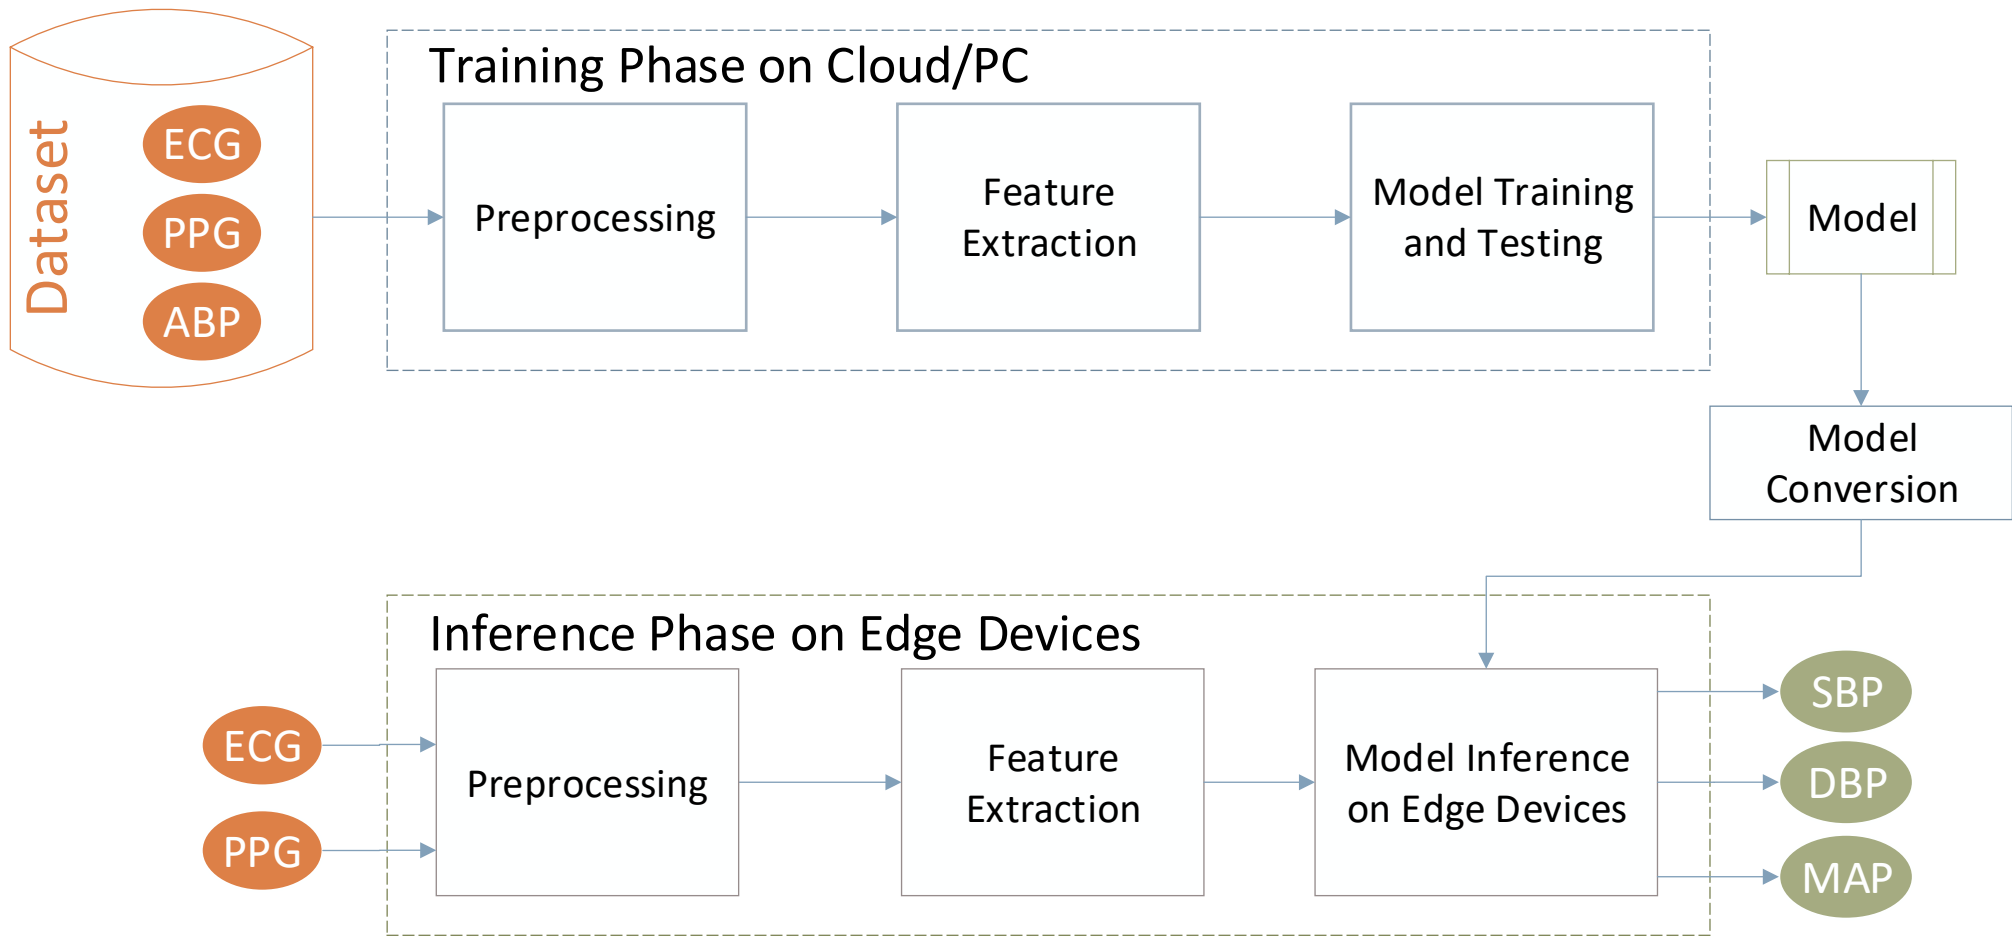 Dataset
ECG
PPG
ABP
Training Phase on Cloud/PC
Preprocessing
Feature
Extraction
Model Training
and Testing
Model
Model
Conversion
Inference Phase on Edge Devices
ECG
PPG
Preprocessing
Feature
Extraction
Model Inference
on Edge Devices
SBP
DBP
MAP